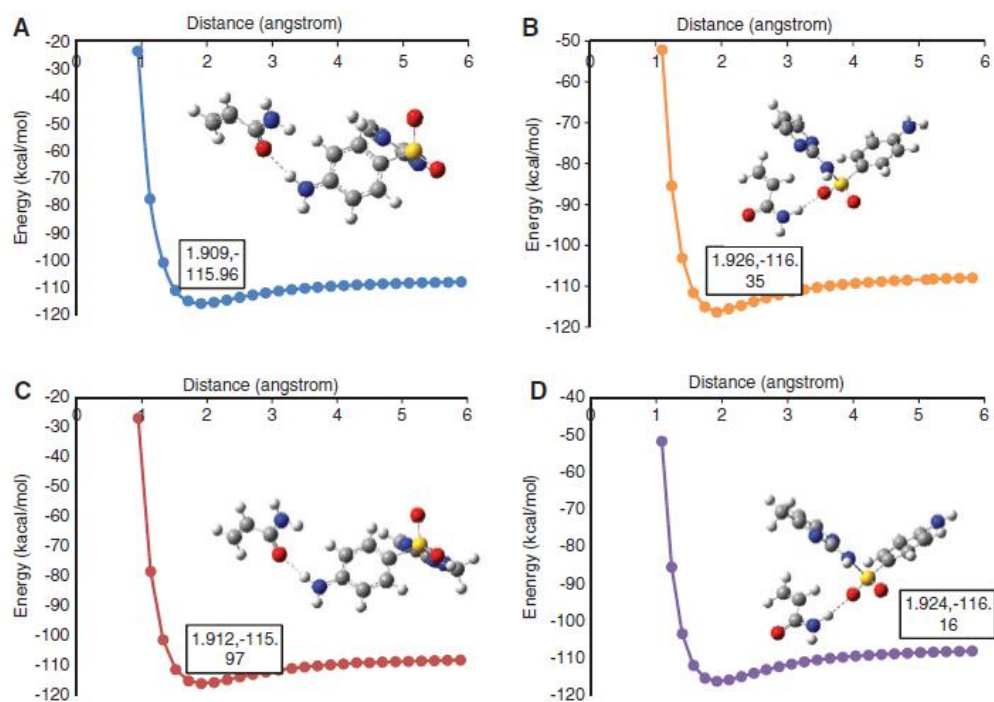 A
Distance (angstrom)
-20
0 1 2 3 4 5 6
-30
-40
-50
-60
-70
-80
-90
-100
-110
-120
Energy (kcal/mol)
1.909,-
115.96
B
Distance (angstrom)
-50
0 1 2 3 4 5 6
-60
-70
-80
-90
-100
-110
-120
Energy (kcal/mol)
1.926,-116.
35
C
Distance (angstrom)
-20
0 1 2 3 4 5 6
-30
-40
-50
-60
-70
-80
-90
-100
-110
-120
Energy (kacal/mol)
1.912,-115.
97
D
Distance (angstrom)
-40
0 1 2 3 4 5 6
-50
-60
-70
-80
-90
-100
-110
-120
Energy (kcal/mol)
1.924,-116.
16